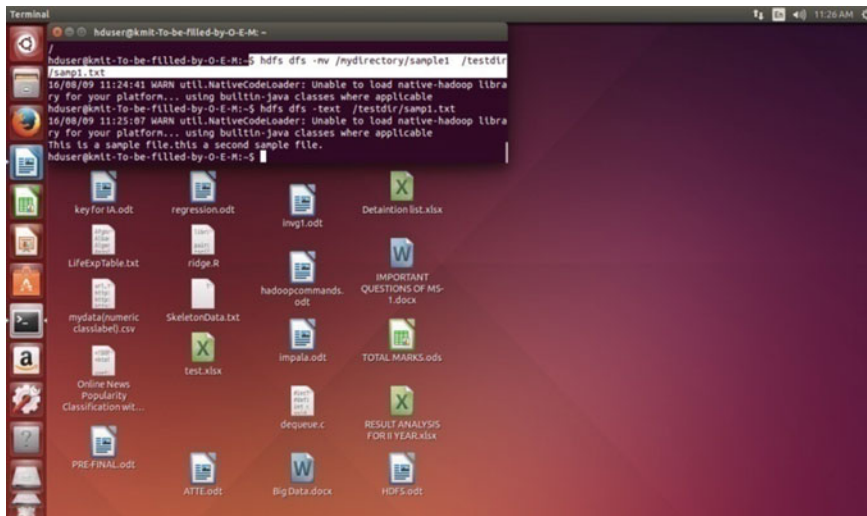 Terminal
En
11:26 AM
hduser@kmit-To-be-filled-by-O-E-M: ~
/
hduser@kmit-To-be-filled-by-O-E-M:~$ hdfs dfs -mv /mydirectory/sample1 /testdir
/samp1.txt
16/08/09 11:24:41 WARN util.NativeCodeLoader: Unable to load native-hadoop libra
ry for your platform... using builtin-java classes where applicable
hduser@kmit-To-be-filled-by-O-E-M:~$ hdfs dfs -text /testdir/samp1.txt
16/08/09 11:25:07 WARN util.NativeCodeLoader: Unable to load native-hadoop libra
ry for your platform... using builtin-java classes where applicable
This is a sample file.this a second sample file.
hduser@kmit-To-be-filled-by-O-E-M:~$
key for IA.odt
regression.odt
invg1.odt
Detaintion list.xlsx
LifeExpTable.txt
ridge.R
hadoopcommands.
odt
IMPORTANT
QUESTIONS OF MS-
1.docx
mydata(numeric
classlabel).csv
SkeletonData.txt
impala.odt
TOTAL MARKS.ods
Online News
Popularity
Classification wit...
test.xlsx
dequeue.c
RESULT ANALYSIS
FOR II YEAR.xlsx
PRE-FINAL.odt
ATTE.odt
Big Data.docx
HDFS.odt